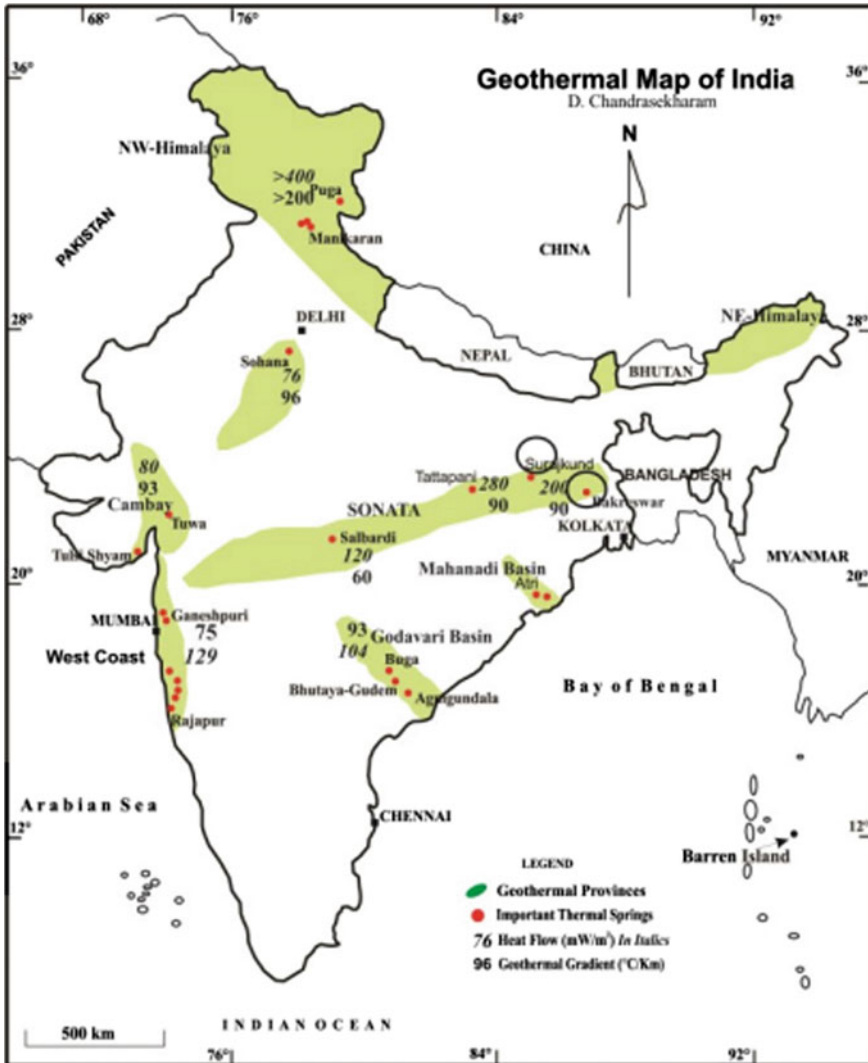 68° 76° 84° 92°
36° 36°
Geothermal Map of India
D. Chandrasekharam
N
NW-Himalaya
>400
>200
Puga
Manikaran
PAKISTAN
CHINA
DELHI
28° 28°
NE-Himalaya
NEPAL
BHUTAN
Sohana
76
96
80
93
Cambay
Tuwa
Tulsi Shyam
SONATA
Tattapani
280
90
Surajkund
200
90
Bakreswar
BANGLADESH
KOLKATA
Salbardi
120
60
MYANMAR
20° 20°
Mahanadi Basin
Atri
MUMBAI
Ganeshpuri
75
129
West Coast
Rajapur
93
104
Godavari Basin
Buga
Bhutaya-Gudem
Agnigundala
Bay of Bengal
Arabian Sea
CHENNAI
12° 12°
Barren Island
LEGEND
Geothermal Provinces
Important Thermal Springs
76 Heat Flow (mW/m²) In Italics
96 Geothermal Gradient (°C/Km)
500 km
INDIAN OCEAN
76° 84° 92°